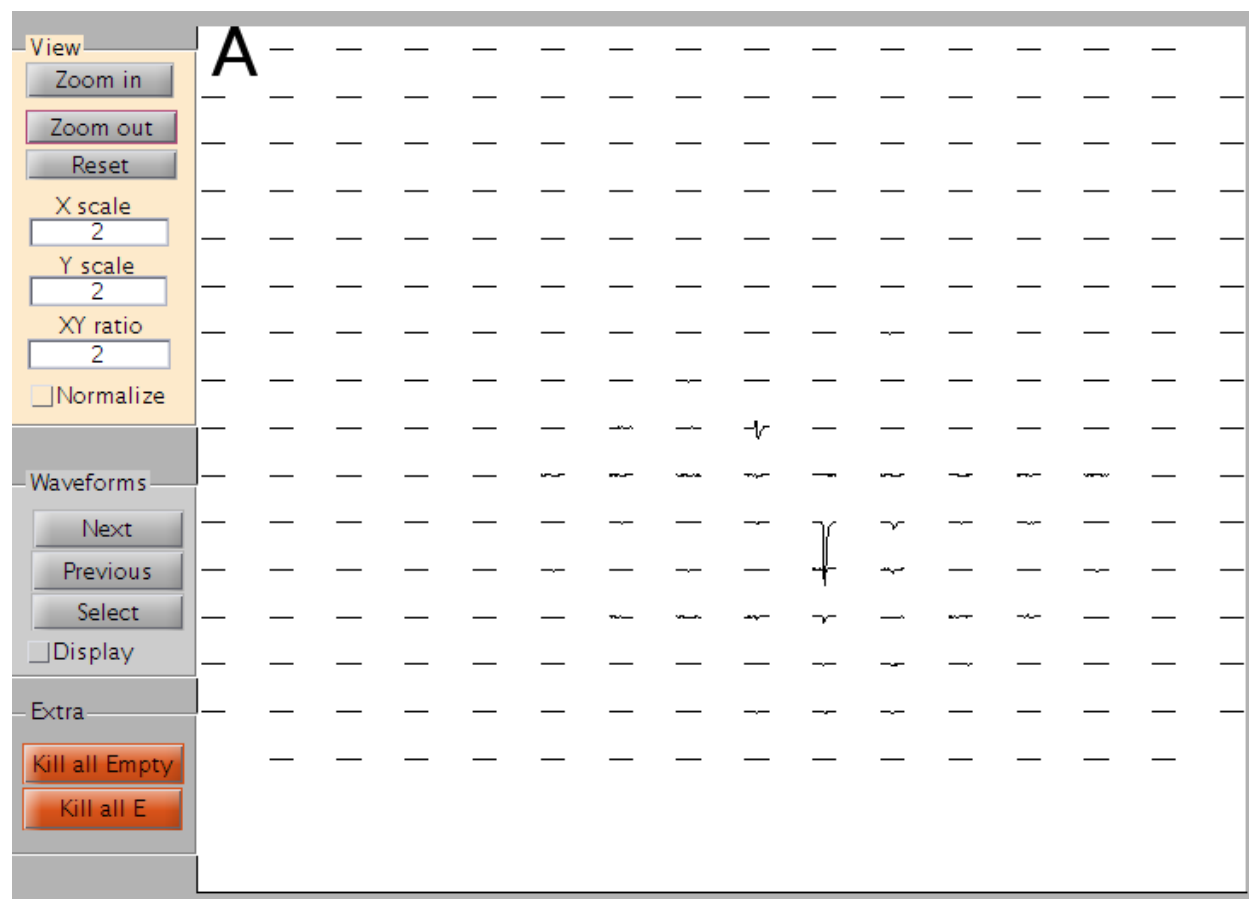 A
View
Zoom in
Zoom out
Reset
X scale
2
Y scale
2
XY ratio
2
Normalize
Waveforms
Next
Previous
Select
Display
Extra
Kill all Empty
Kill all E